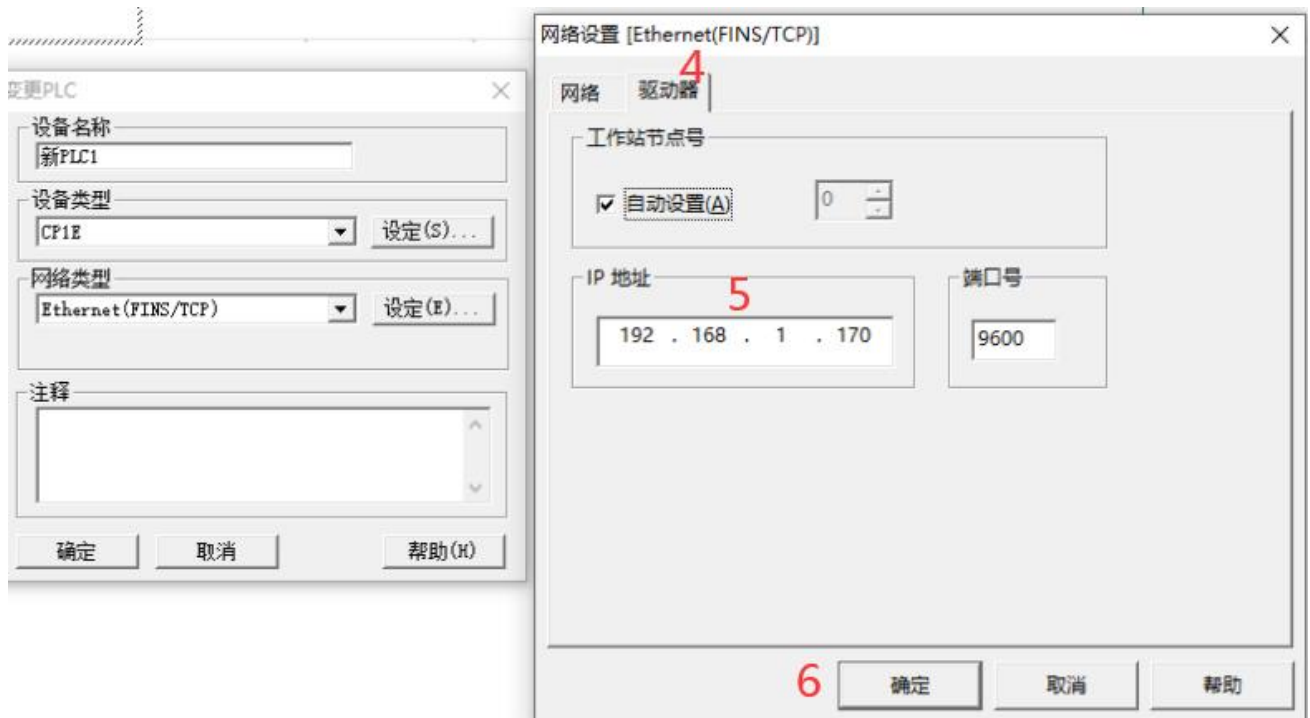 变更PLC
设备名称
新PLC1
设备类型
CP1E
设定(S)...
网络类型
Ethernet(FINS/TCP)
设定(E)...
注释
确定
取消
帮助(H)
网络设置 [Ethernet(FINS/TCP)]
4
网络
驱动器
工作站节点号
自动设置(A)
0
IP 地址
5
192 . 168 . 1 . 170
端口号
9600
6
确定
取消
帮助